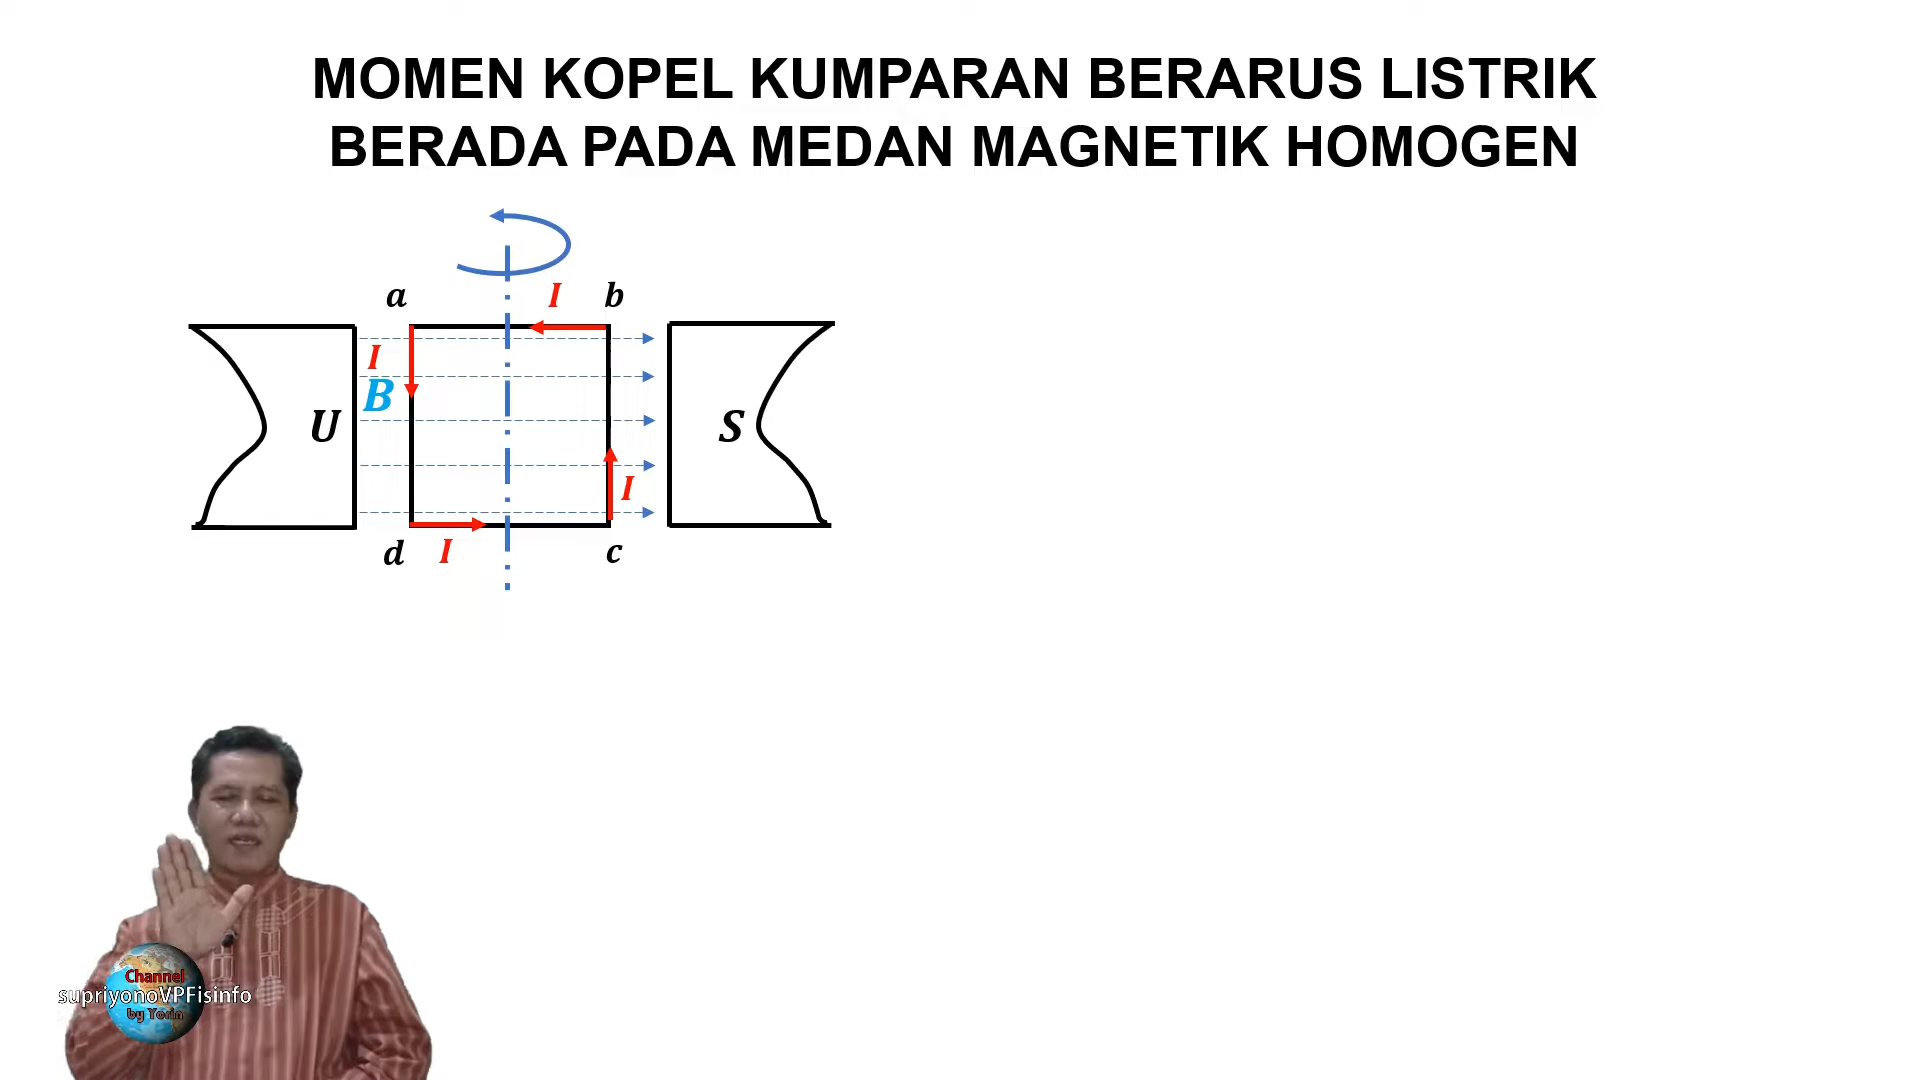 MOMEN KOPEL KUMPARAN BERARUS LISTRIK
BERADA PADA MEDAN MAGNETIK HOMOGEN
a
I
b
I
B
U
S
I
d
I
c
Channel
supriyonoVPFisinfo
by Yorin